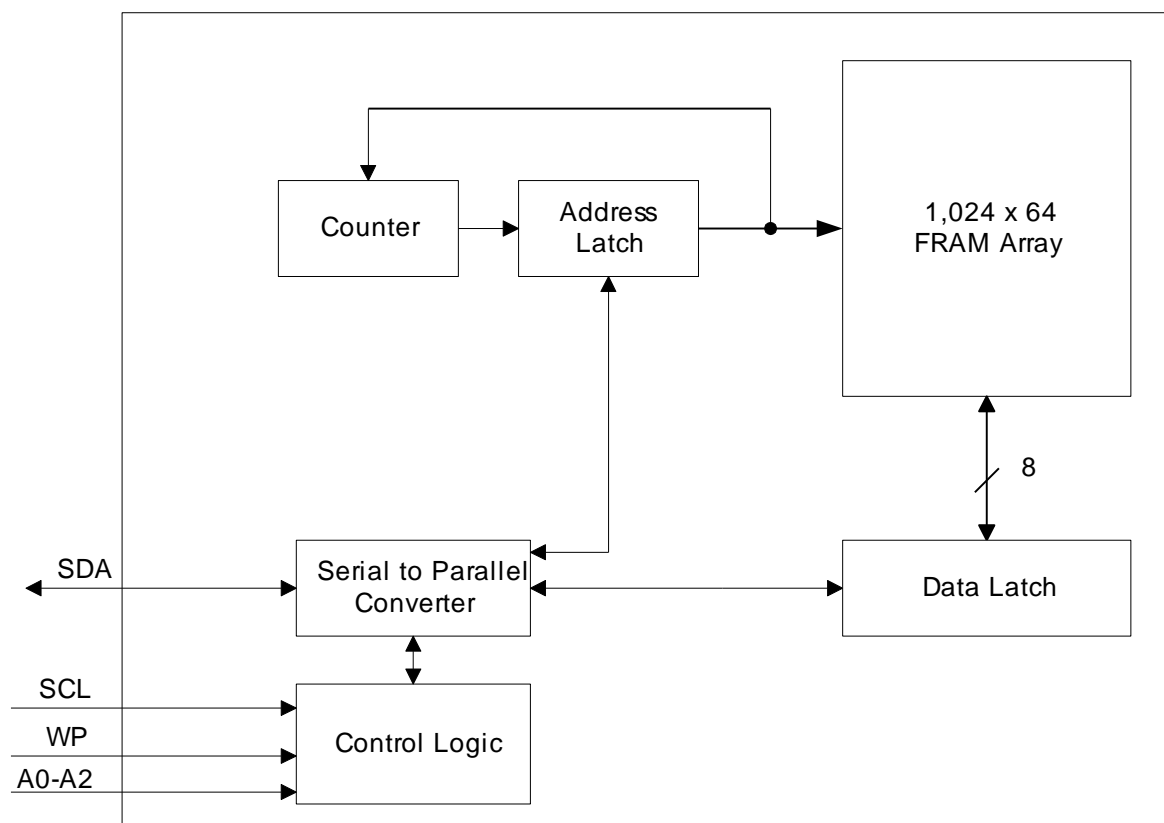 1,024 x 64
FRAM Array
Counter
Address
Latch
8
SDA
Serial to Parallel
Converter
Data Latch
SCL
WP
A0-A2
Control Logic